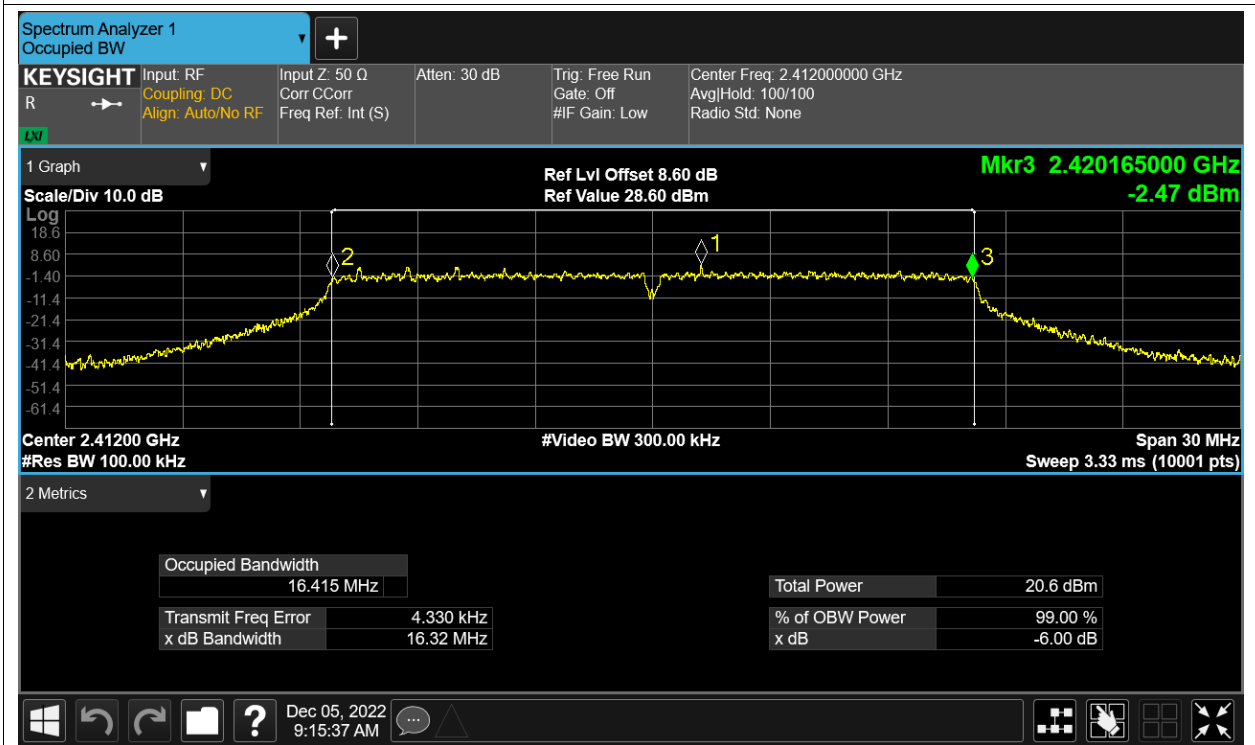 Spectrum Analyzer 1
Occupied BW
KEYSIGHT
R
LXI
Input: RF
Coupling: DC
Align: Auto/No RF
Input Z: 50 Ω
Corr CCorr
Freq Ref: Int (S)
Atten: 30 dB
Trig: Free Run
Gate: Off
#IF Gain: Low
Center Freq: 2.412000000 GHz
Avg|Hold: 100/100
Radio Std: None
1 Graph
Scale/Div 10.0 dB
Ref Lvl Offset 8.60 dB
Ref Value 28.60 dBm
Mkr3 2.420165000 GHz
-2.47 dBm
Log
18.6
8.60
-1.40
-11.4
-21.4
-31.4
-41.4
-51.4
-61.4
2
1
3
Center 2.41200 GHz
#Res BW 100.00 kHz
#Video BW 300.00 kHz
Span 30 MHz
Sweep 3.33 ms (10001 pts)
2 Metrics
Occupied Bandwidth
16.415 MHz
Transmit Freq Error 4.330 kHz
x dB Bandwidth 16.32 MHz
Total Power 20.6 dBm
% of OBW Power 99.00 %
x dB -6.00 dB
?
Dec 05, 2022
9:15:37 AM